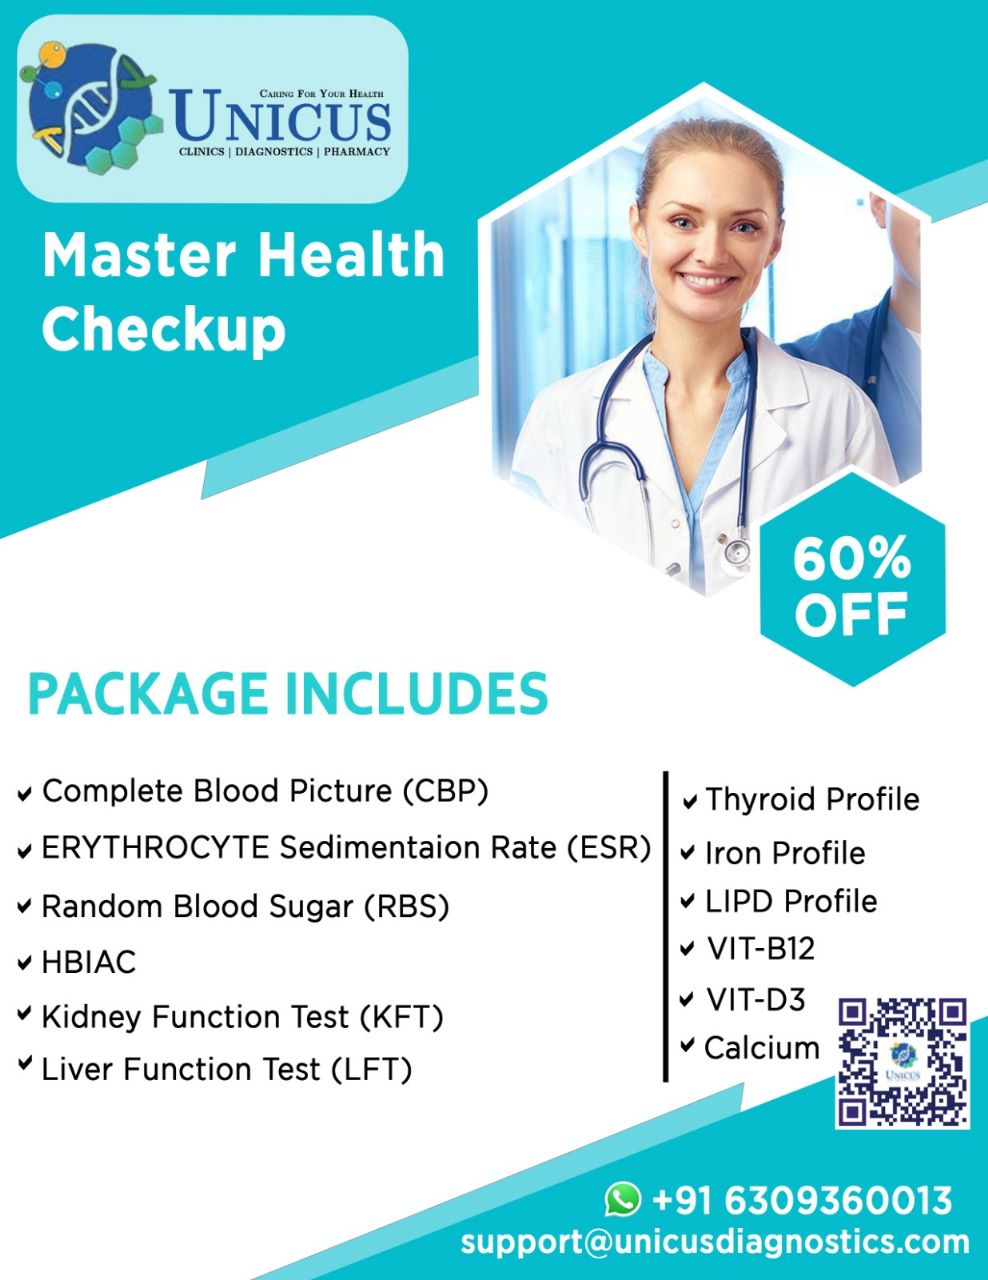 CARING FOR YOUR HEALTH
UNICUS
CLINICS | DIAGNOSTICS | PHARMACY
Master Health
Checkup
60%
OFF
PACKAGE INCLUDES
Complete Blood Picture (CBP)
ERYTHROCYTE Sedimentaion Rate (ESR)
Random Blood Sugar (RBS)
HBIAC
Kidney Function Test (KFT)
Liver Function Test (LFT)
Thyroid Profile
Iron Profile
LIPD Profile
VIT-B12
VIT-D3
Calcium
UNICUS
+91 6309360013
support@unicusdiagnostics.com